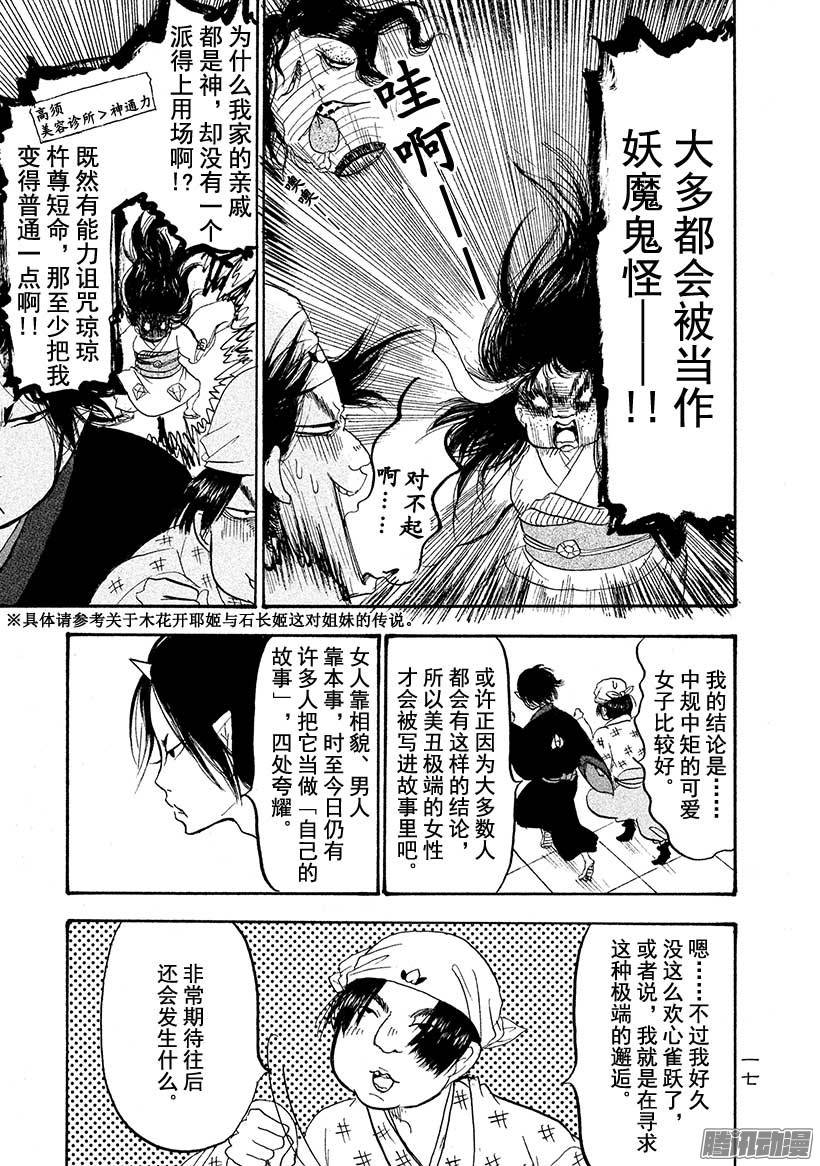 大多都会被当作
妖魔鬼怪——!!
哇啊——
噗噗…
对不起
啊……
为什么我家的亲戚
都是神，却没有一个
派得上用场啊!?
高须
美容诊所＞神通力
既然有能力诅咒琼琼
杵尊短命，那至少把我
变得普通一点啊!!
※具体请参考关于木花开耶姬与石长姬这对姐妹的传说。
我的结论是……
中规中矩的可爱
女子比较好。
或许正因为大多数人
都会有这样的结论，
所以美丑极端的女性
才会被写进故事里吧。
女人靠相貌、男人
靠本事，时至今日仍有
许多人把它当做「自己的
故事」，四处夸耀。
嗯……不过我好久
没这么欢心雀跃了，
或者说，我就是在寻求
这种极端的邂逅。
非常期待往后
还会发生什么。
一七
腾讯动漫